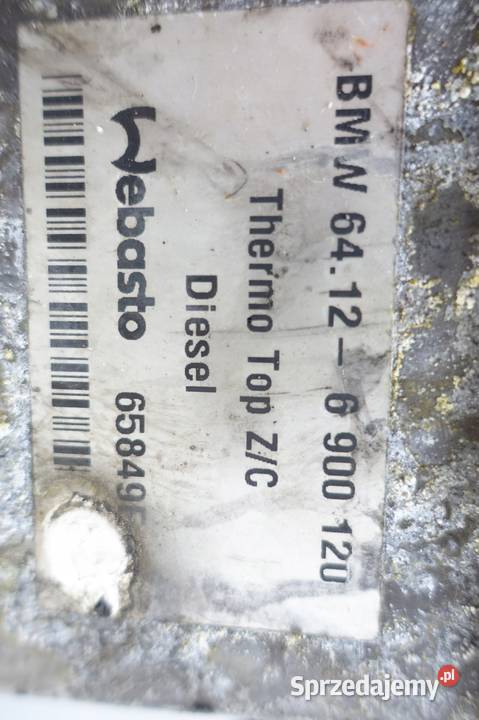 BMW 64.12 – 6 900 120
Thermo Top Z/C
Diesel
Webasto 65849
Sprzedajemy.pl